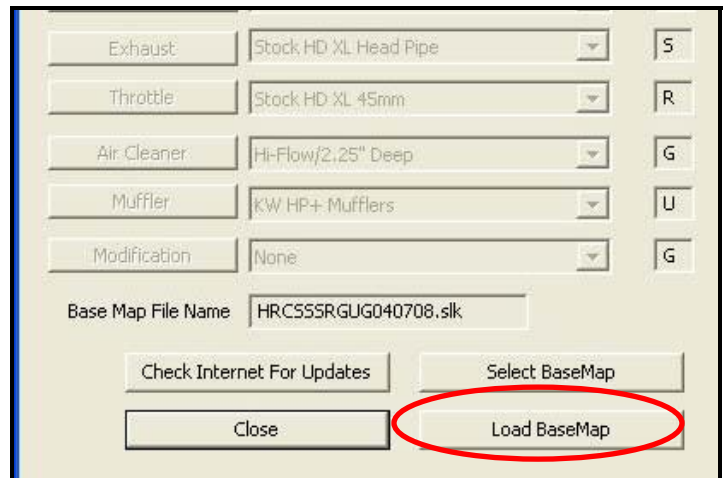 Exhaust Stock HD XL Head Pipe S
Throttle Stock HD XL 45mm R
Air Cleaner Hi-Flow/2.25" Deep G
Muffler KW HP+ Mufflers U
Modification None G
Base Map File Name HRCSSSRGUG040708.slk
Check Internet For Updates Select BaseMap
Close Load BaseMap